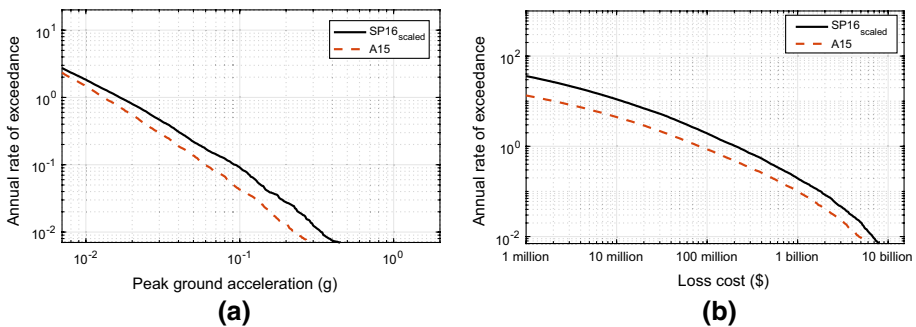 SP16scaled
A15
Annual rate of exceedance
10^1
10^0
10^-1
10^-2
10^-2
10^-1
10^0
Peak ground acceleration (g)
(a)
SP16scaled
A15
Annual rate of exceedance
10^2
10^0
10^-2
1 million
10 million
100 million
1 billion
10 billion
Loss cost ($)
(b)